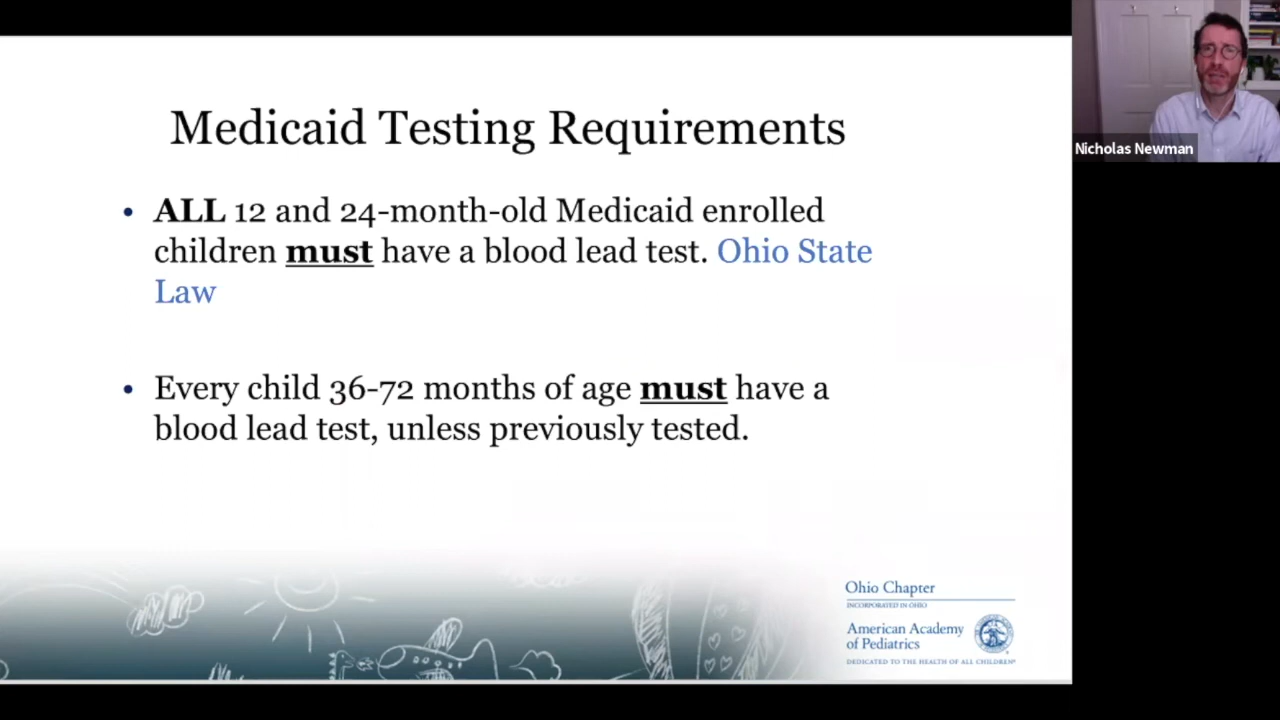 Medicaid Testing Requirements
• ALL 12 and 24-month-old Medicaid enrolled
children must have a blood lead test. Ohio State
Law
• Every child 36-72 months of age must have a
blood lead test, unless previously tested.
Ohio Chapter
INCORPORATED IN OHIO
American Academy
of Pediatrics
DEDICATED TO THE HEALTH OF ALL CHILDREN®
Nicholas Newman